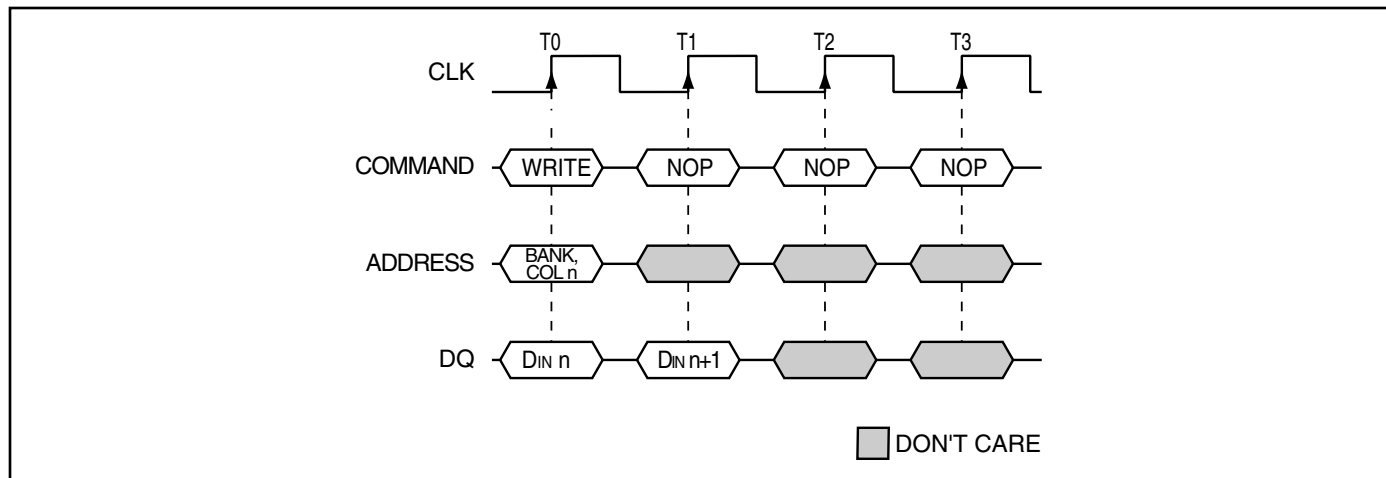 T0 T1 T2 T3
CLK
COMMAND WRITE NOP NOP NOP
ADDRESS BANK,
COL n
DQ DIN n DIN n+1
DON'T CARE